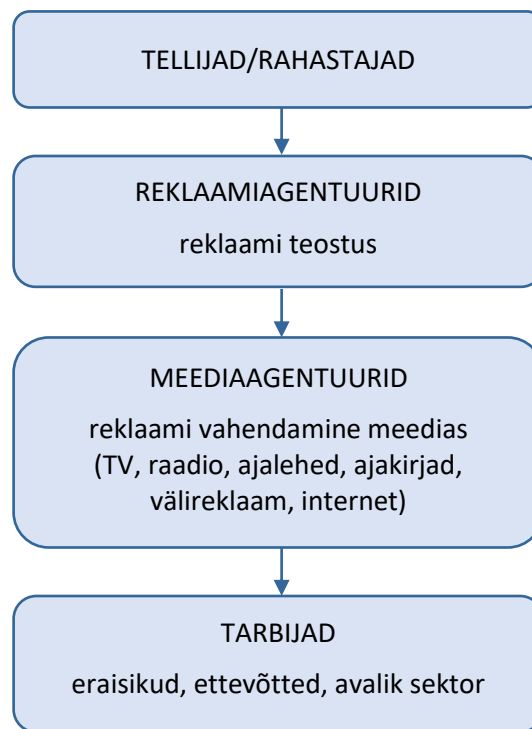 TELLIJAD/RAHASTAJAD
REKLAAMIAGENTUURID
reklaami teostus
MEEDIAAGENTUURID
reklaami vahendamine meedias
(TV, raadio, ajalehed, ajakirjad,
välireklaam, internet)
TARBIJAD
eraisikud, ettevõtted, avalik sektor